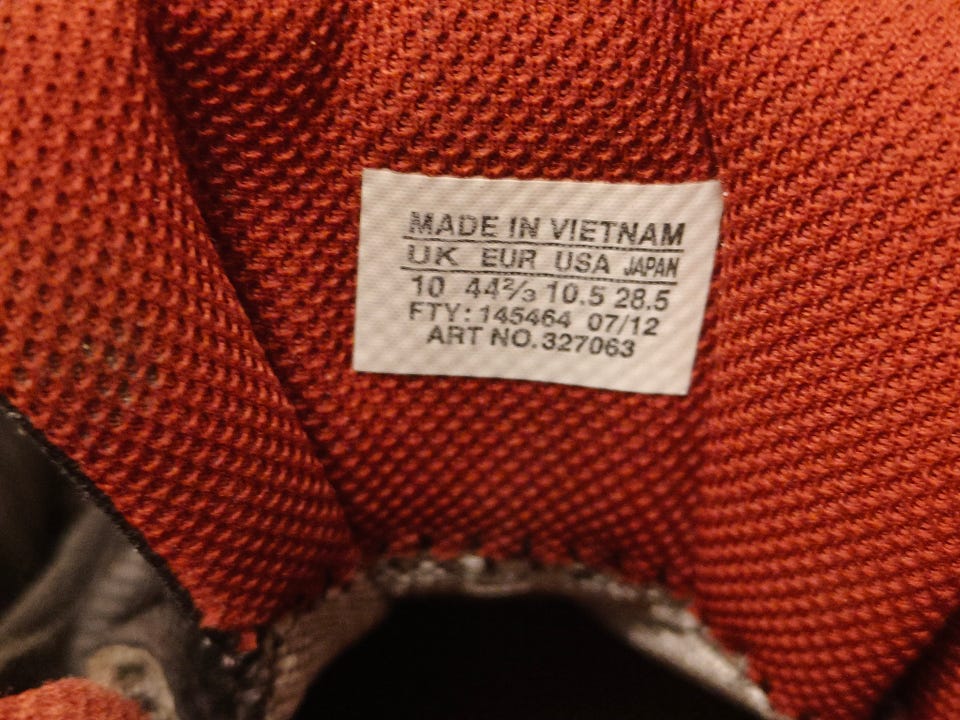 MADE IN VIETNAM
UK EUR USA JAPAN
10 44⅔ 10.5 28.5
FTY: 145464 07/12
ART NO. 327063